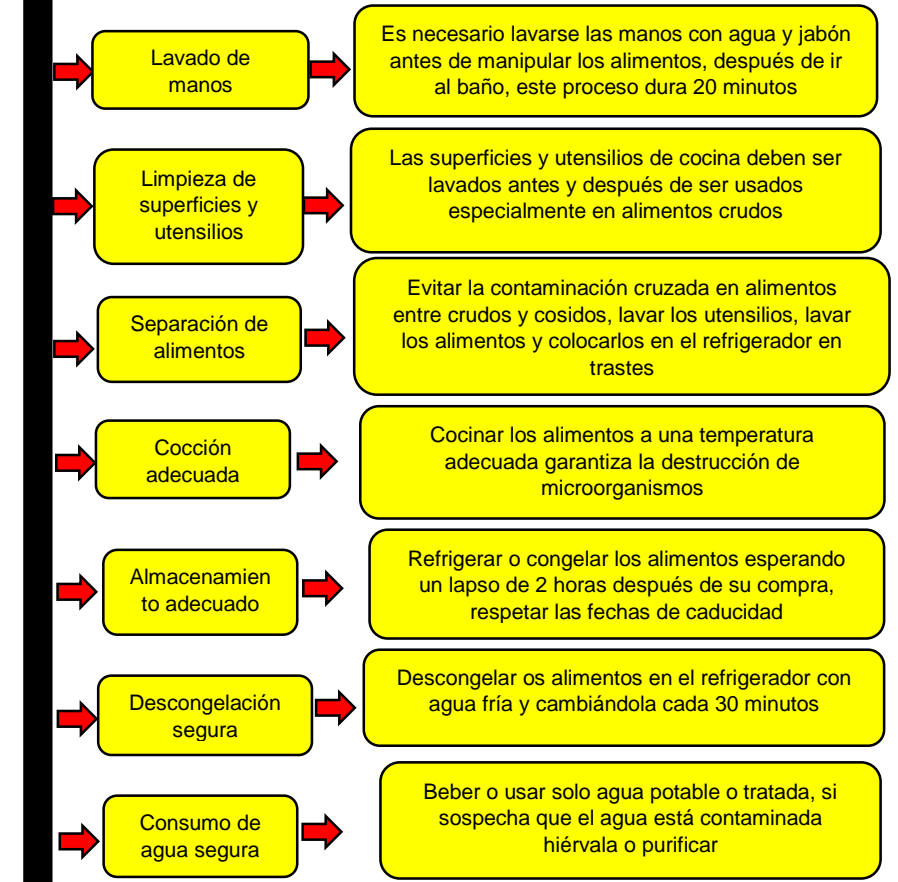 Lavado de
manos
Es necesario lavarse las manos con agua y jabón
antes de manipular los alimentos, después de ir
al baño, este proceso dura 20 minutos
Limpieza de
superficies y
utensilios
Las superficies y utensilios de cocina deben ser
lavados antes y después de ser usados
especialmente en alimentos crudos
Separación de
alimentos
Evitar la contaminación cruzada en alimentos
entre crudos y cosidos, lavar los utensilios, lavar
los alimentos y colocarlos en el refrigerador en
trastes
Cocción
adecuada
Cocinar los alimentos a una temperatura
adecuada garantiza la destrucción de
microorganismos
Almacenamien
to adecuado
Refrigerar o congelar los alimentos esperando
un lapso de 2 horas después de su compra,
respetar las fechas de caducidad
Descongelación
segura
Descongelar os alimentos en el refrigerador con
agua fría y cambiándola cada 30 minutos
Consumo de
agua segura
Beber o usar solo agua potable o tratada, si
sospecha que el agua está contaminada
hiérvala o purificar